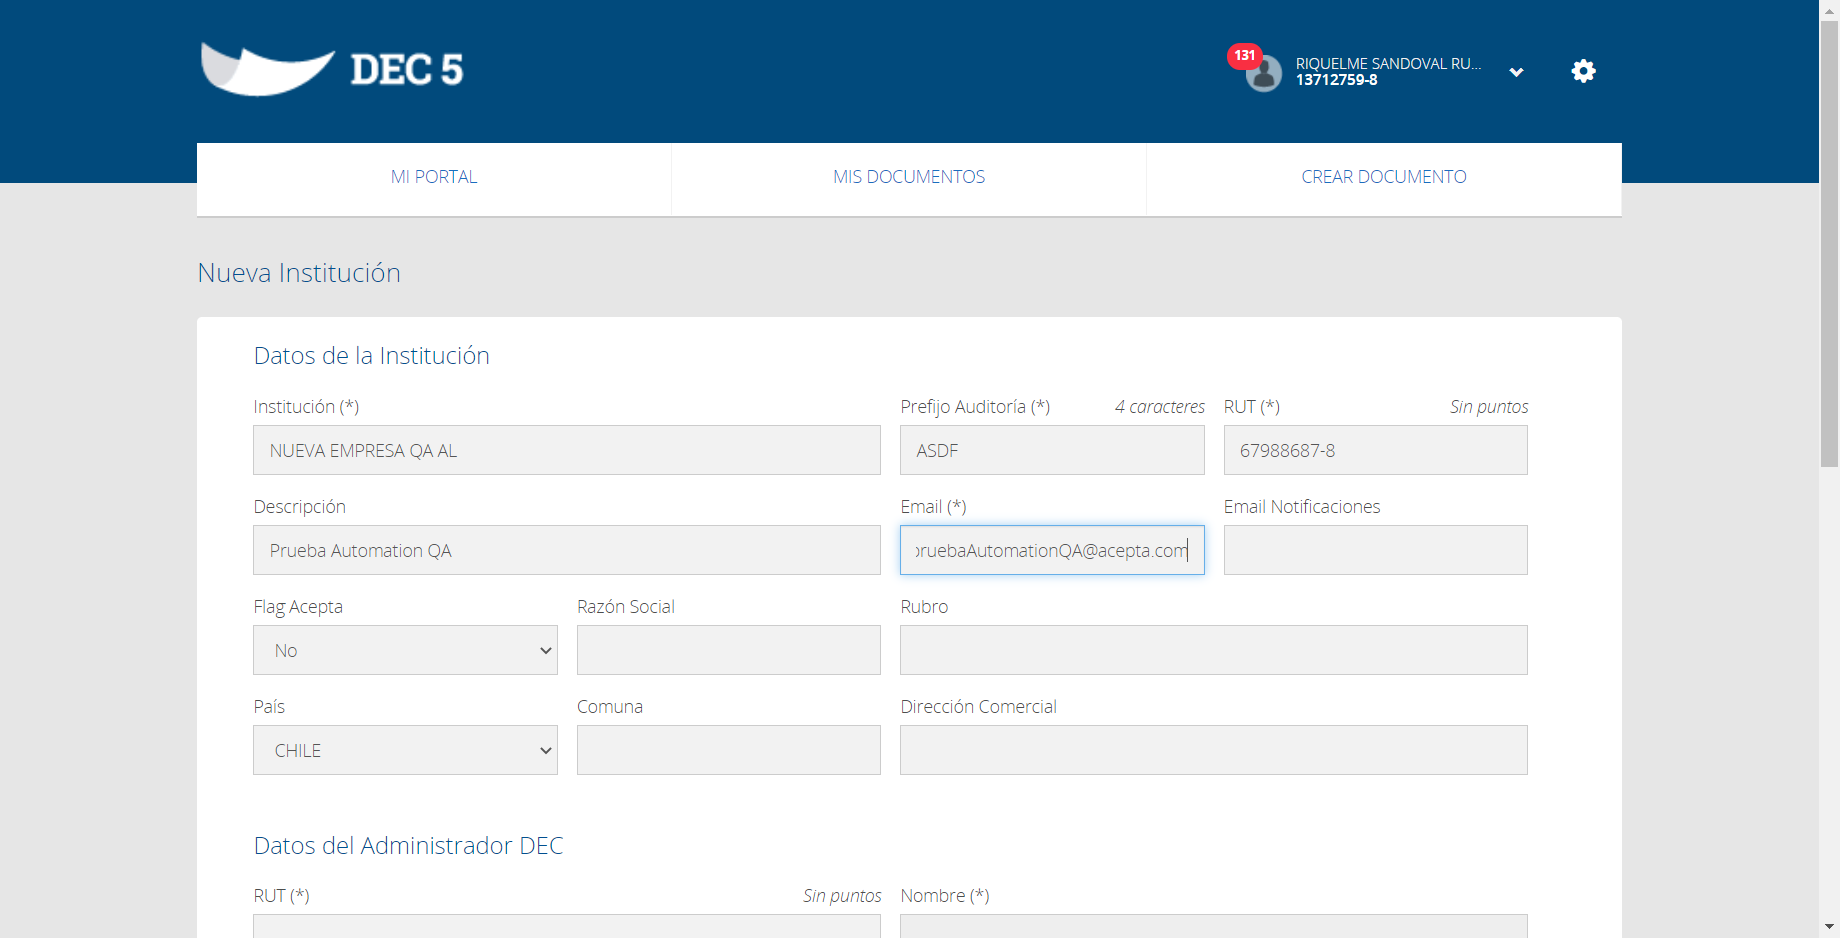 DEC 5
131
RIQUELME SANDOVAL RU...
13712759-8
MI PORTAL
MIS DOCUMENTOS
CREAR DOCUMENTO
Nueva Institución
Datos de la Institución
Institución (*)
Prefijo Auditoría (*) 4 caracteres
RUT (*) Sin puntos
NUEVA EMPRESA QA AL
ASDF
67988687-8
Descripción
Email (*)
Email Notificaciones
Prueba Automation QA
pruebaAutomationQA@acepta.com
Flag Acepta
Razón Social
Rubro
No
País
Comuna
Dirección Comercial
CHILE
Datos del Administrador DEC
RUT (*) Sin puntos
Nombre (*)